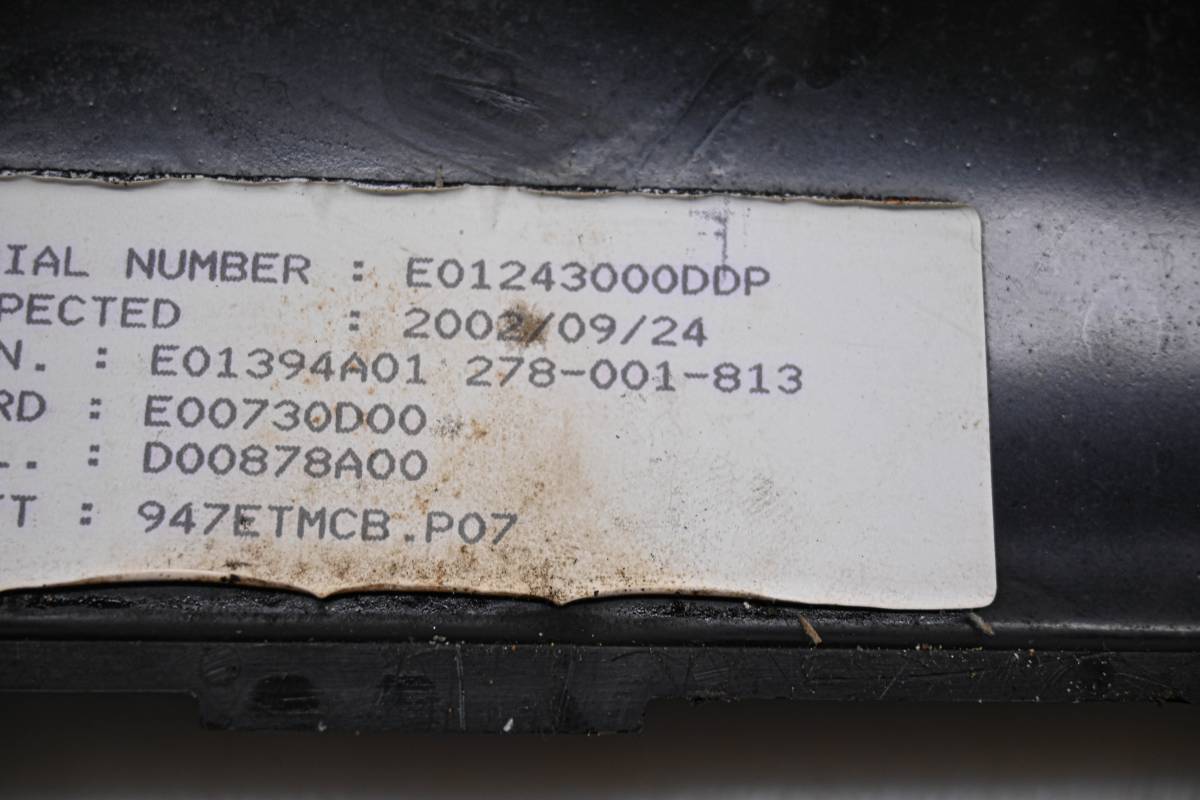 IAL NUMBER : E01243000DDP
PECTED : 2002/09/24
N. : E01394A01 278-001-813
RD : E00730D00
. : D00878A00
T : 947ETMCB.P07